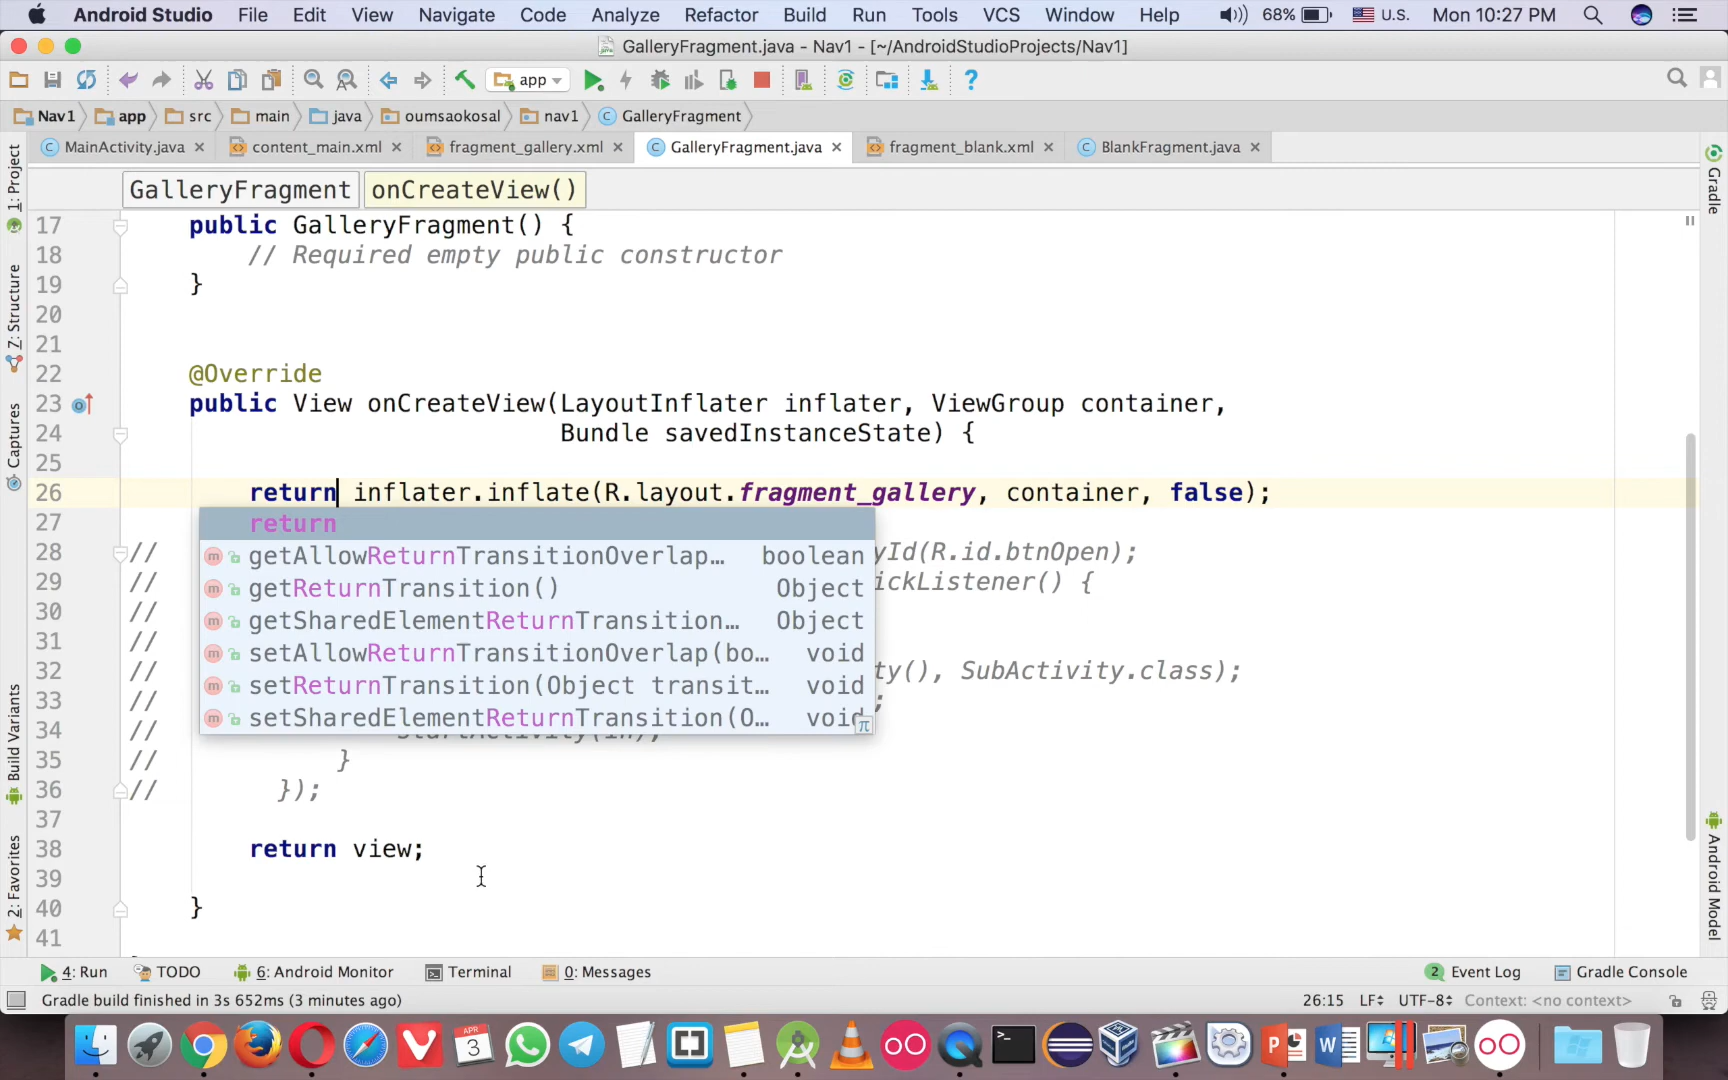 Android Studio File Edit View Navigate Code Analyze Refactor Build Run Tools VCS Window Help 68% U.S. Mon 10:27 PM
GalleryFragment.java - Nav1 - [~/AndroidStudioProjects/Nav1]
app
Nav1 app src main java oumsaokosal nav1 GalleryFragment
MainActivity.java content_main.xml fragment_gallery.xml GalleryFragment.java fragment_blank.xml BlankFragment.java
GalleryFragment onCreateView()
17 public GalleryFragment() {
18 // Required empty public constructor
19 }
20
21
22 @Override
23 public View onCreateView(LayoutInflater inflater, ViewGroup container,
24 Bundle savedInstanceState) {
25
26 return inflater.inflate(R.layout.fragment_gallery, container, false);
27 return
getAllowReturnTransitionOverlap… boolean
getReturnTransition() Object
getSharedElementReturnTransition… Object
setAllowReturnTransitionOverlap(bo… void
setReturnTransition(Object transit… void
setSharedElementReturnTransition(O… void
π
28 // yId(R.id.btnOpen);
29 // ickListener() {
30 //
31 //
32 // ty(), SubActivity.class);
33 // ;
34 // startActivity(in);
35 // }
36 // });
37
38 return view;
39
40 }
41
1: Project
7: Structure
Captures
Build Variants
2: Favorites
Gradle
Android Model
4: Run TODO 6: Android Monitor Terminal 0: Messages 2 Event Log Gradle Console
Gradle build finished in 3s 652ms (3 minutes ago) 26:15 LF UTF-8 Context: <no context>
APR
3